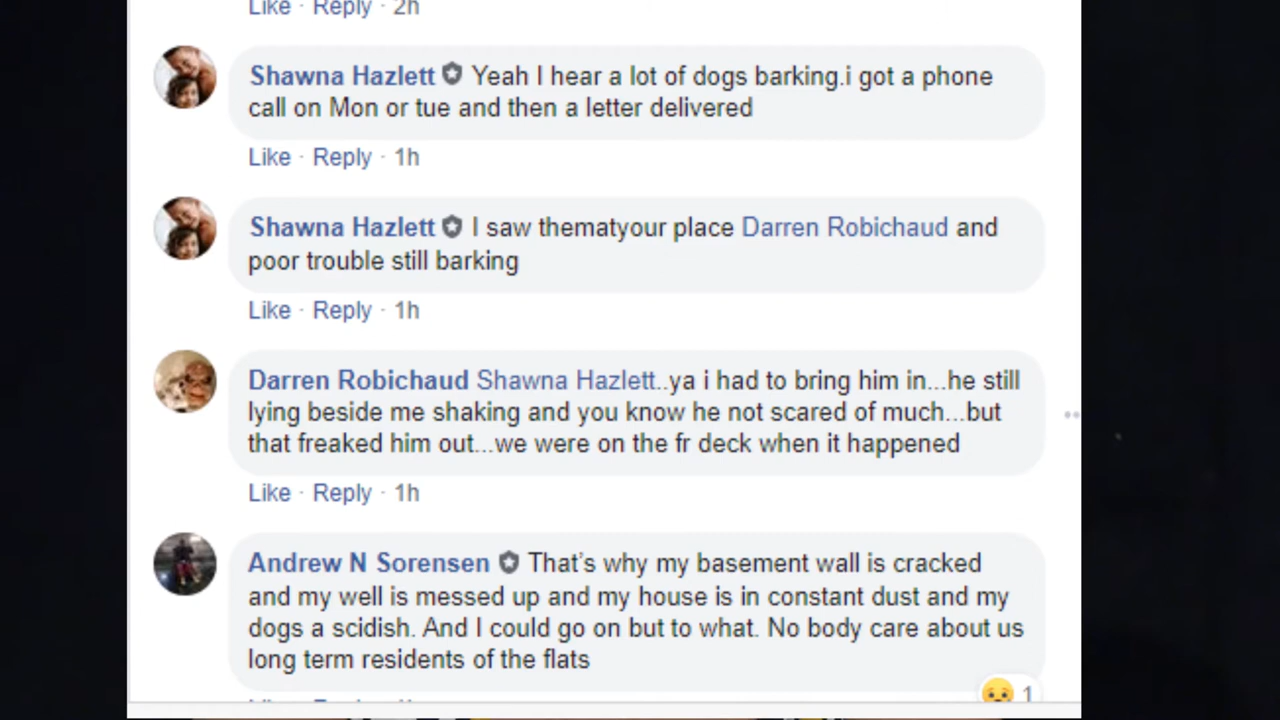 Like · Reply · 2h
Shawna Hazlett Yeah I hear a lot of dogs barking.i got a phone
call on Mon or tue and then a letter delivered
Like · Reply · 1h
Shawna Hazlett I saw thematyour place Darren Robichaud and
poor trouble still barking
Like · Reply · 1h
Darren Robichaud Shawna Hazlett..ya i had to bring him in...he still
lying beside me shaking and you know he not scared of much...but
that freaked him out...we were on the fr deck when it happened
Like · Reply · 1h
Andrew N Sorensen That's why my basement wall is cracked
and my well is messed up and my house is in constant dust and my
dogs a scidish. And I could go on but to what. No body care about us
long term residents of the flats
1